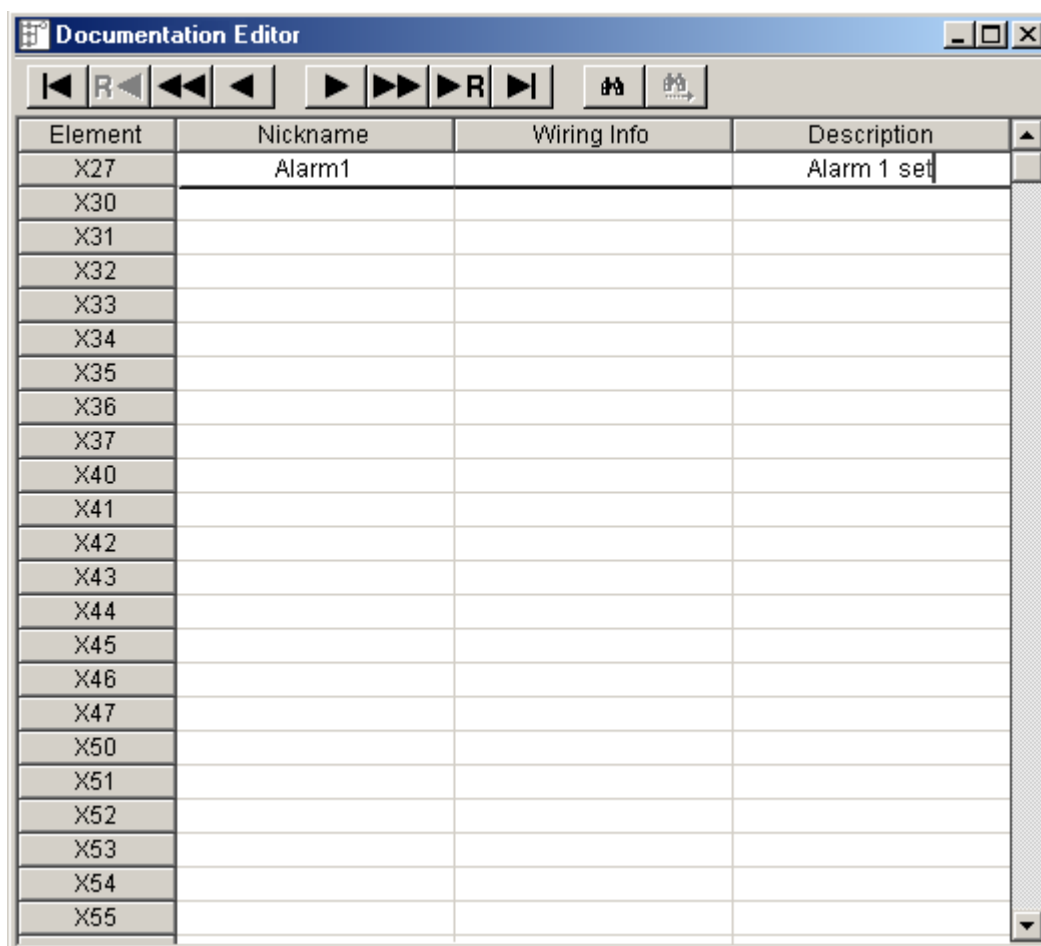 Documentation Editor
R R
Element Nickname Wiring Info Description
X27 Alarm1 Alarm 1 set
X30
X31
X32
X33
X34
X35
X36
X37
X40
X41
X42
X43
X44
X45
X46
X47
X50
X51
X52
X53
X54
X55